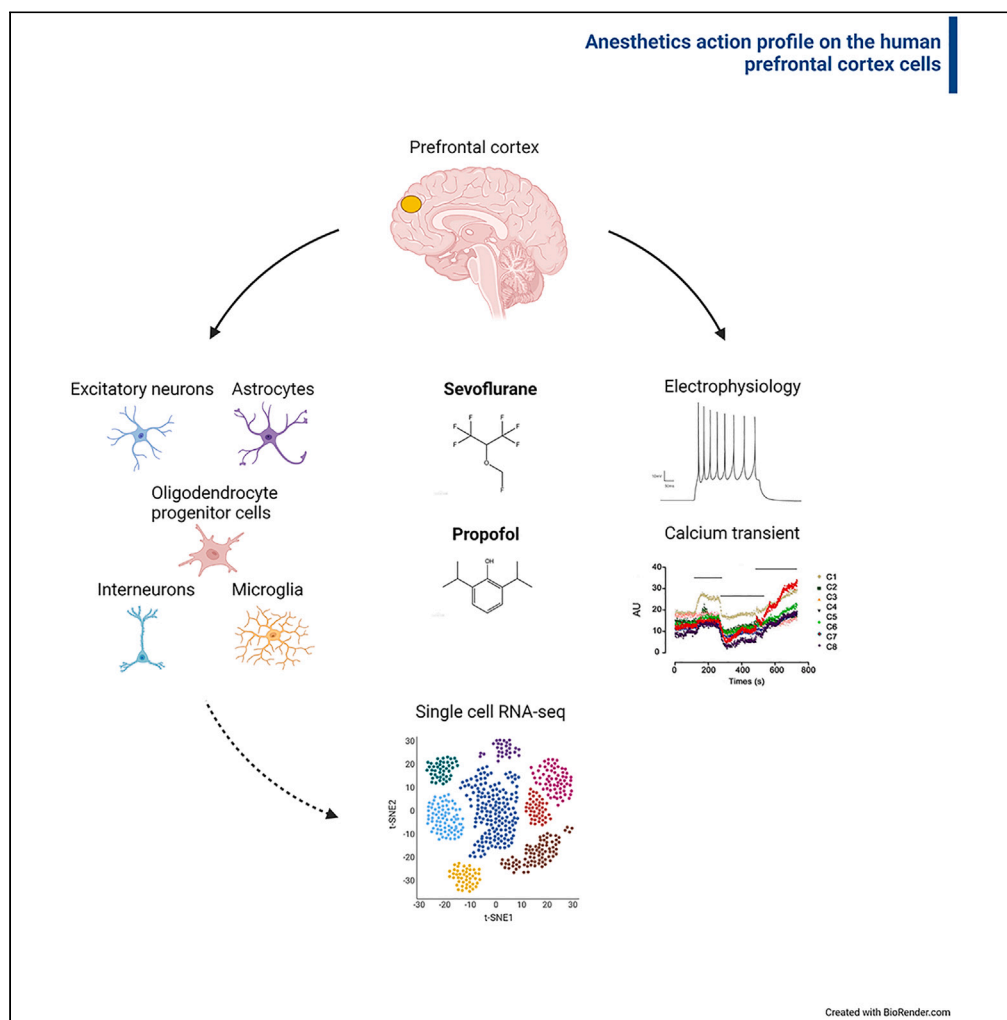 Anesthetics action profile on the human
prefrontal cortex cells
Prefrontal cortex
Excitatory neurons
Astrocytes
Oligodendrocyte
progenitor cells
Interneurons
Microglia
Sevoflurane
F
F
F
F
F
F
O
F
Propofol
OH
Electrophysiology
Calcium transient
40
30
20
10
0
AU
0
200
400
600
800
Times (s)
C1
C2
C3
C4
C5
C6
C7
C8
Single cell RNA-seq
30
20
10
0
-10
-20
-30
t-SNE2
-30
-20
-10
0
10
20
30
t-SNE1
Created with BioRender.com